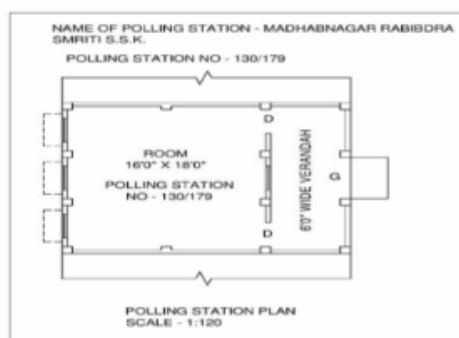 NAME OF POLLING STATION - MADHABNAGAR RABIBDRA
SMRITI S.S.K.
POLLING STATION NO - 130/179
D
ROOM
16'0" X 18'0"
POLLING STATION
NO - 130/179
6'0" WIDE VERANDAH
G
D
POLLING STATION PLAN
SCALE - 1:120